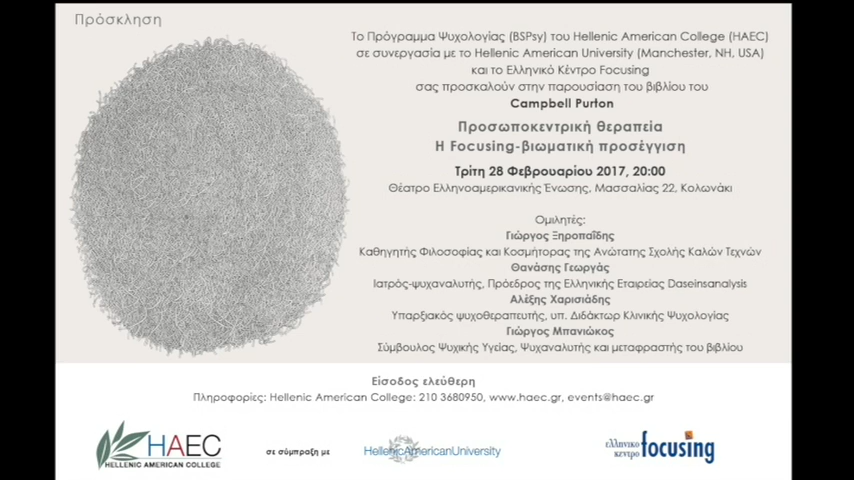 Πρόσκληση
Το Πρόγραμμα Ψυχολογίας (BSPsy) του Hellenic American College (HAEC)
σε συνεργασία με το Hellenic American University (Manchester, NH, USA)
και το Ελληνικό Κέντρο Focusing
σας προσκαλούν στην παρουσίαση του βιβλίου του
Campbell Purton
Προσωποκεντρική θεραπεία
Η Focusing-βιωματική προσέγγιση
Τρίτη 28 Φεβρουαρίου 2017, 20:00
Θέατρο Ελληνοαμερικανικής Ένωσης, Μασσαλίας 22, Κολωνάκι
Ομιλητές:
Γιώργος Ξηροπαΐδης
Καθηγητής Φιλοσοφίας και Κοσμήτορας της Ανώτατης Σχολής Καλών Τεχνών
Θανάσης Γεωργάς
Ιατρός-ψυχαναλυτής, Πρόεδρος της Ελληνικής Εταιρείας Daseinsanalysis
Αλέξης Χαρισιάδης
Υπαρξιακός ψυχοθεραπευτής, υπ. Διδάκτωρ Κλινικής Ψυχολογίας
Γιώργος Μπανιώκος
Σύμβουλος Ψυχικής Υγείας, Ψυχαναλυτής και μεταφραστής του βιβλίου
Είσοδος ελεύθερη
Πληροφορίες: Hellenic American College: 210 3680950, www.haec.gr, events@haec.gr
HAEC
HELLENIC AMERICAN COLLEGE
σε σύμπραξη με
HellenicAmericanUniversity
ελληνικο
κεντρο
focusing